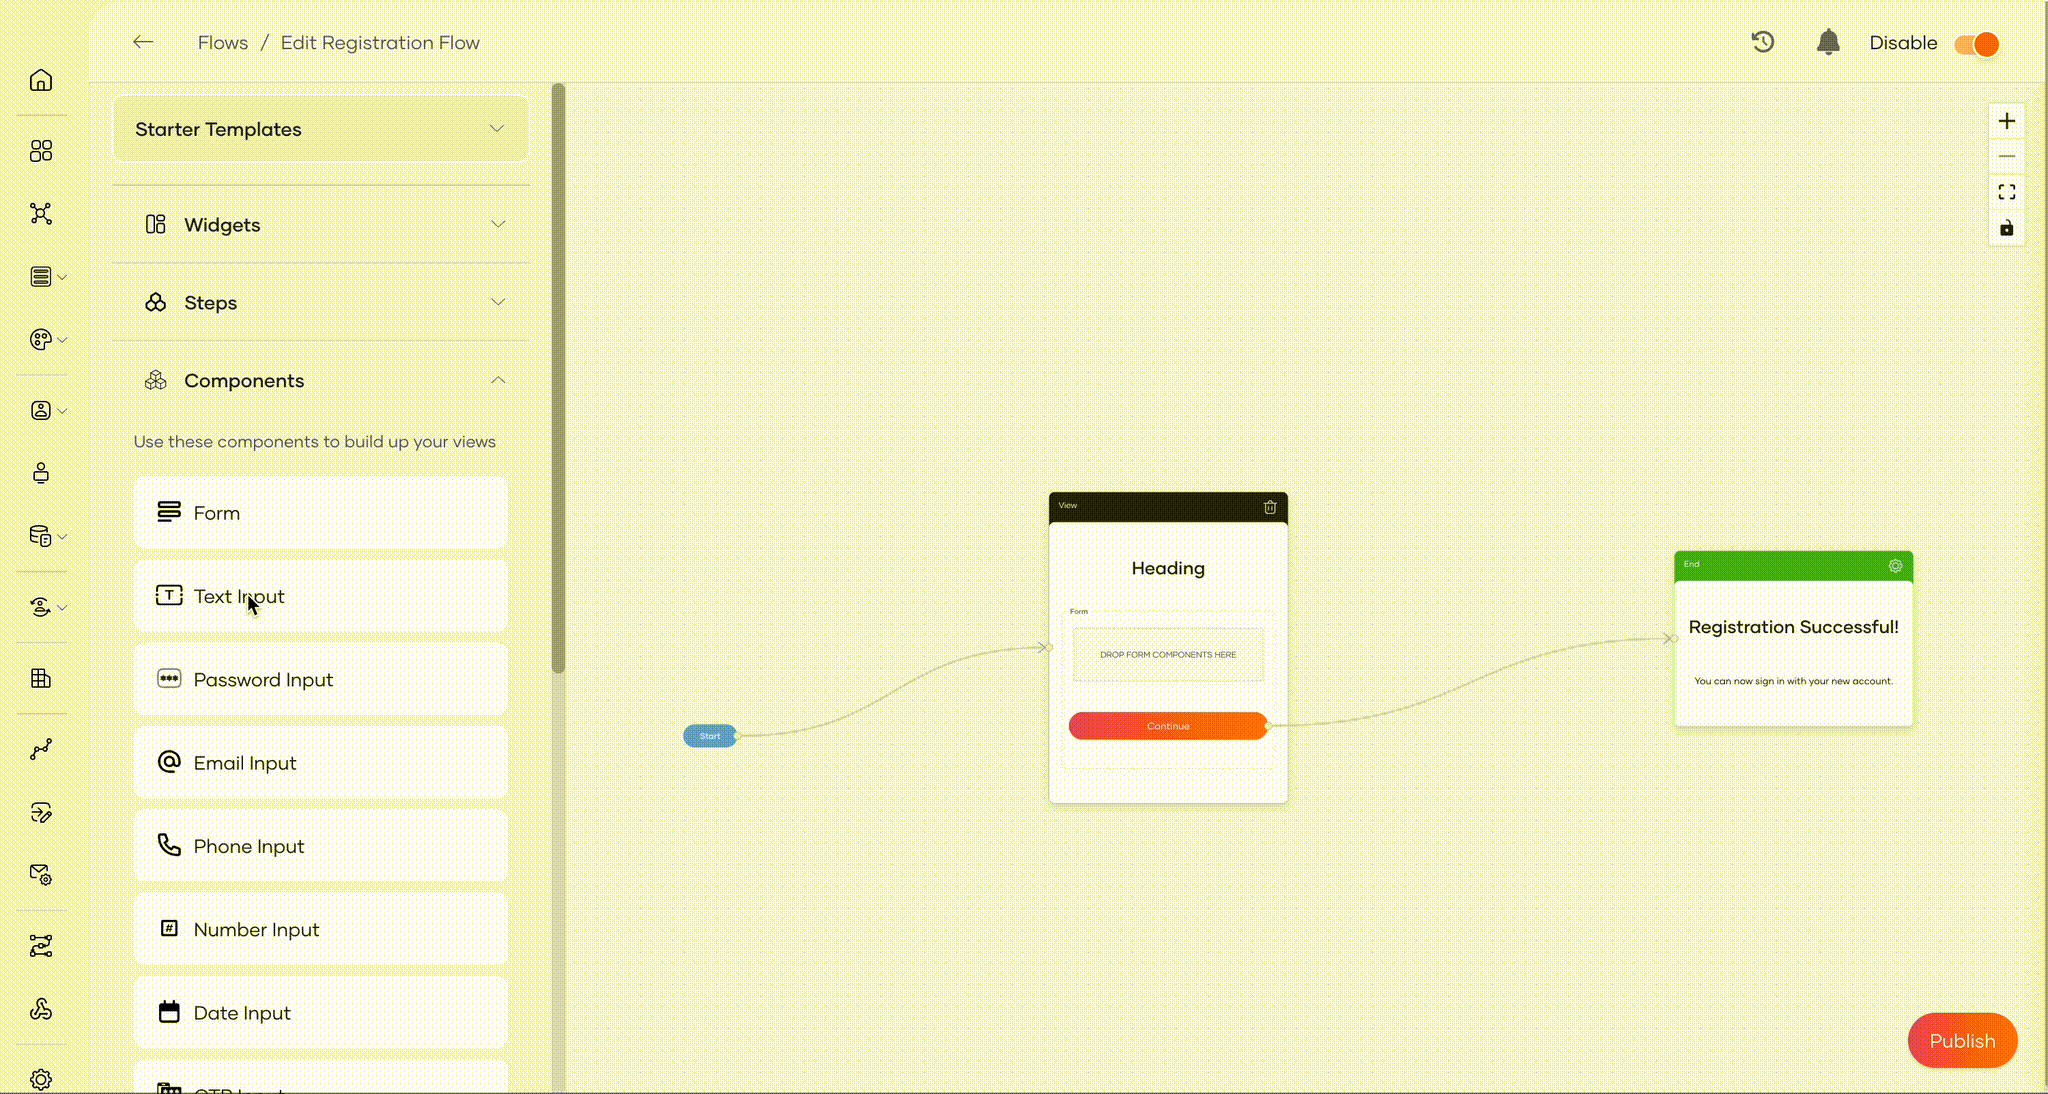 Flows / Edit Registration Flow
Disable
Starter Templates
Widgets
Steps
Components
Use these components to build up your views
Form
Text Input
Password Input
Email Input
Phone Input
Number Input
Date Input
Start
View
Heading
Form
DROP FORM COMPONENTS HERE
Continue
End
Registration Successful!
You can now sign in with your new account.
Publish